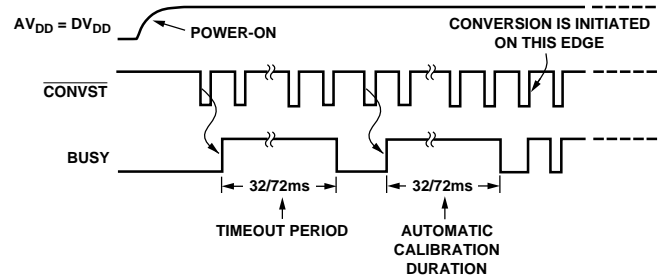 AVDD = DVDD
POWER-ON
CONVERSION IS INITIATED
ON THIS EDGE
CONVST
BUSY
32/72ms
32/72ms
TIMEOUT PERIOD
AUTOMATIC
CALIBRATION
DURATION